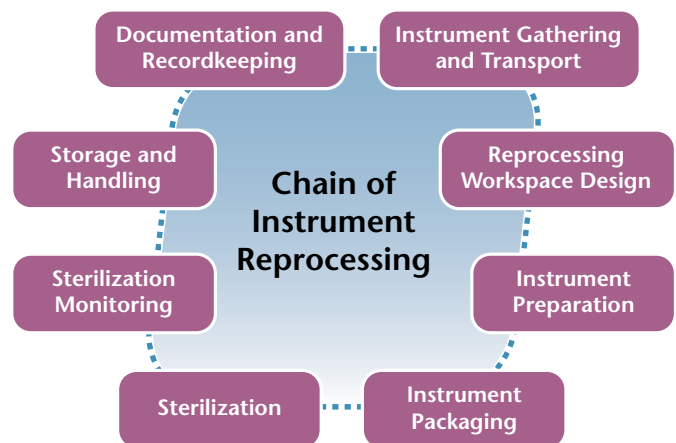 Documentation and
Recordkeeping
Instrument Gathering
and Transport
Storage and
Handling
Chain of
Instrument
Reprocessing
Reprocessing
Workspace Design
Sterilization
Monitoring
Instrument
Preparation
Sterilization
Instrument
Packaging